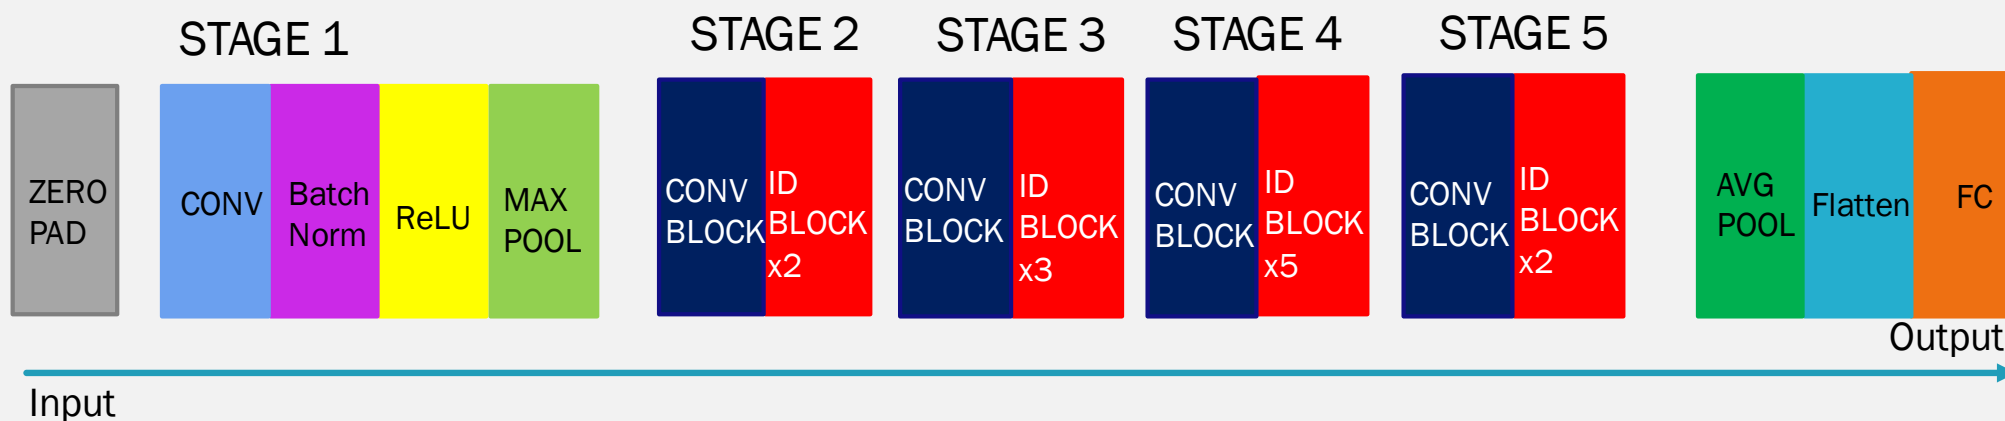 STAGE 1
STAGE 2
STAGE 3
STAGE 4
STAGE 5
ZERO
PAD
CONV
Batch
Norm
ReLU
MAX
POOL
CONV
BLOCK
ID
BLOCK
x2
CONV
BLOCK
ID
BLOCK
x3
CONV
BLOCK
ID
BLOCK
x5
CONV
BLOCK
ID
BLOCK
x2
AVG
POOL
Flatten
FC
Output
Input